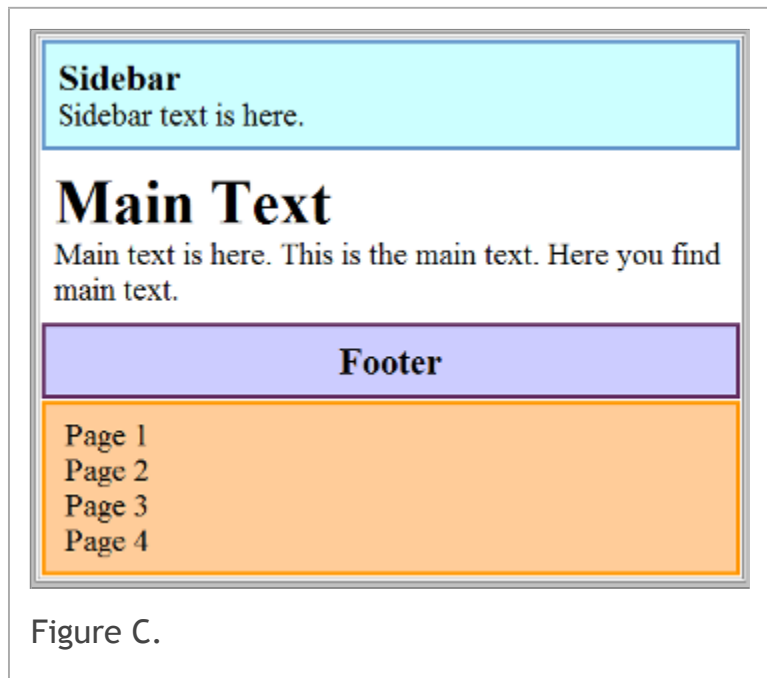 Sidebar
Sidebar text is here.
Main Text
Main text is here. This is the main text. Here you find
main text.
Footer
Page 1
Page 2
Page 3
Page 4
Figure C.